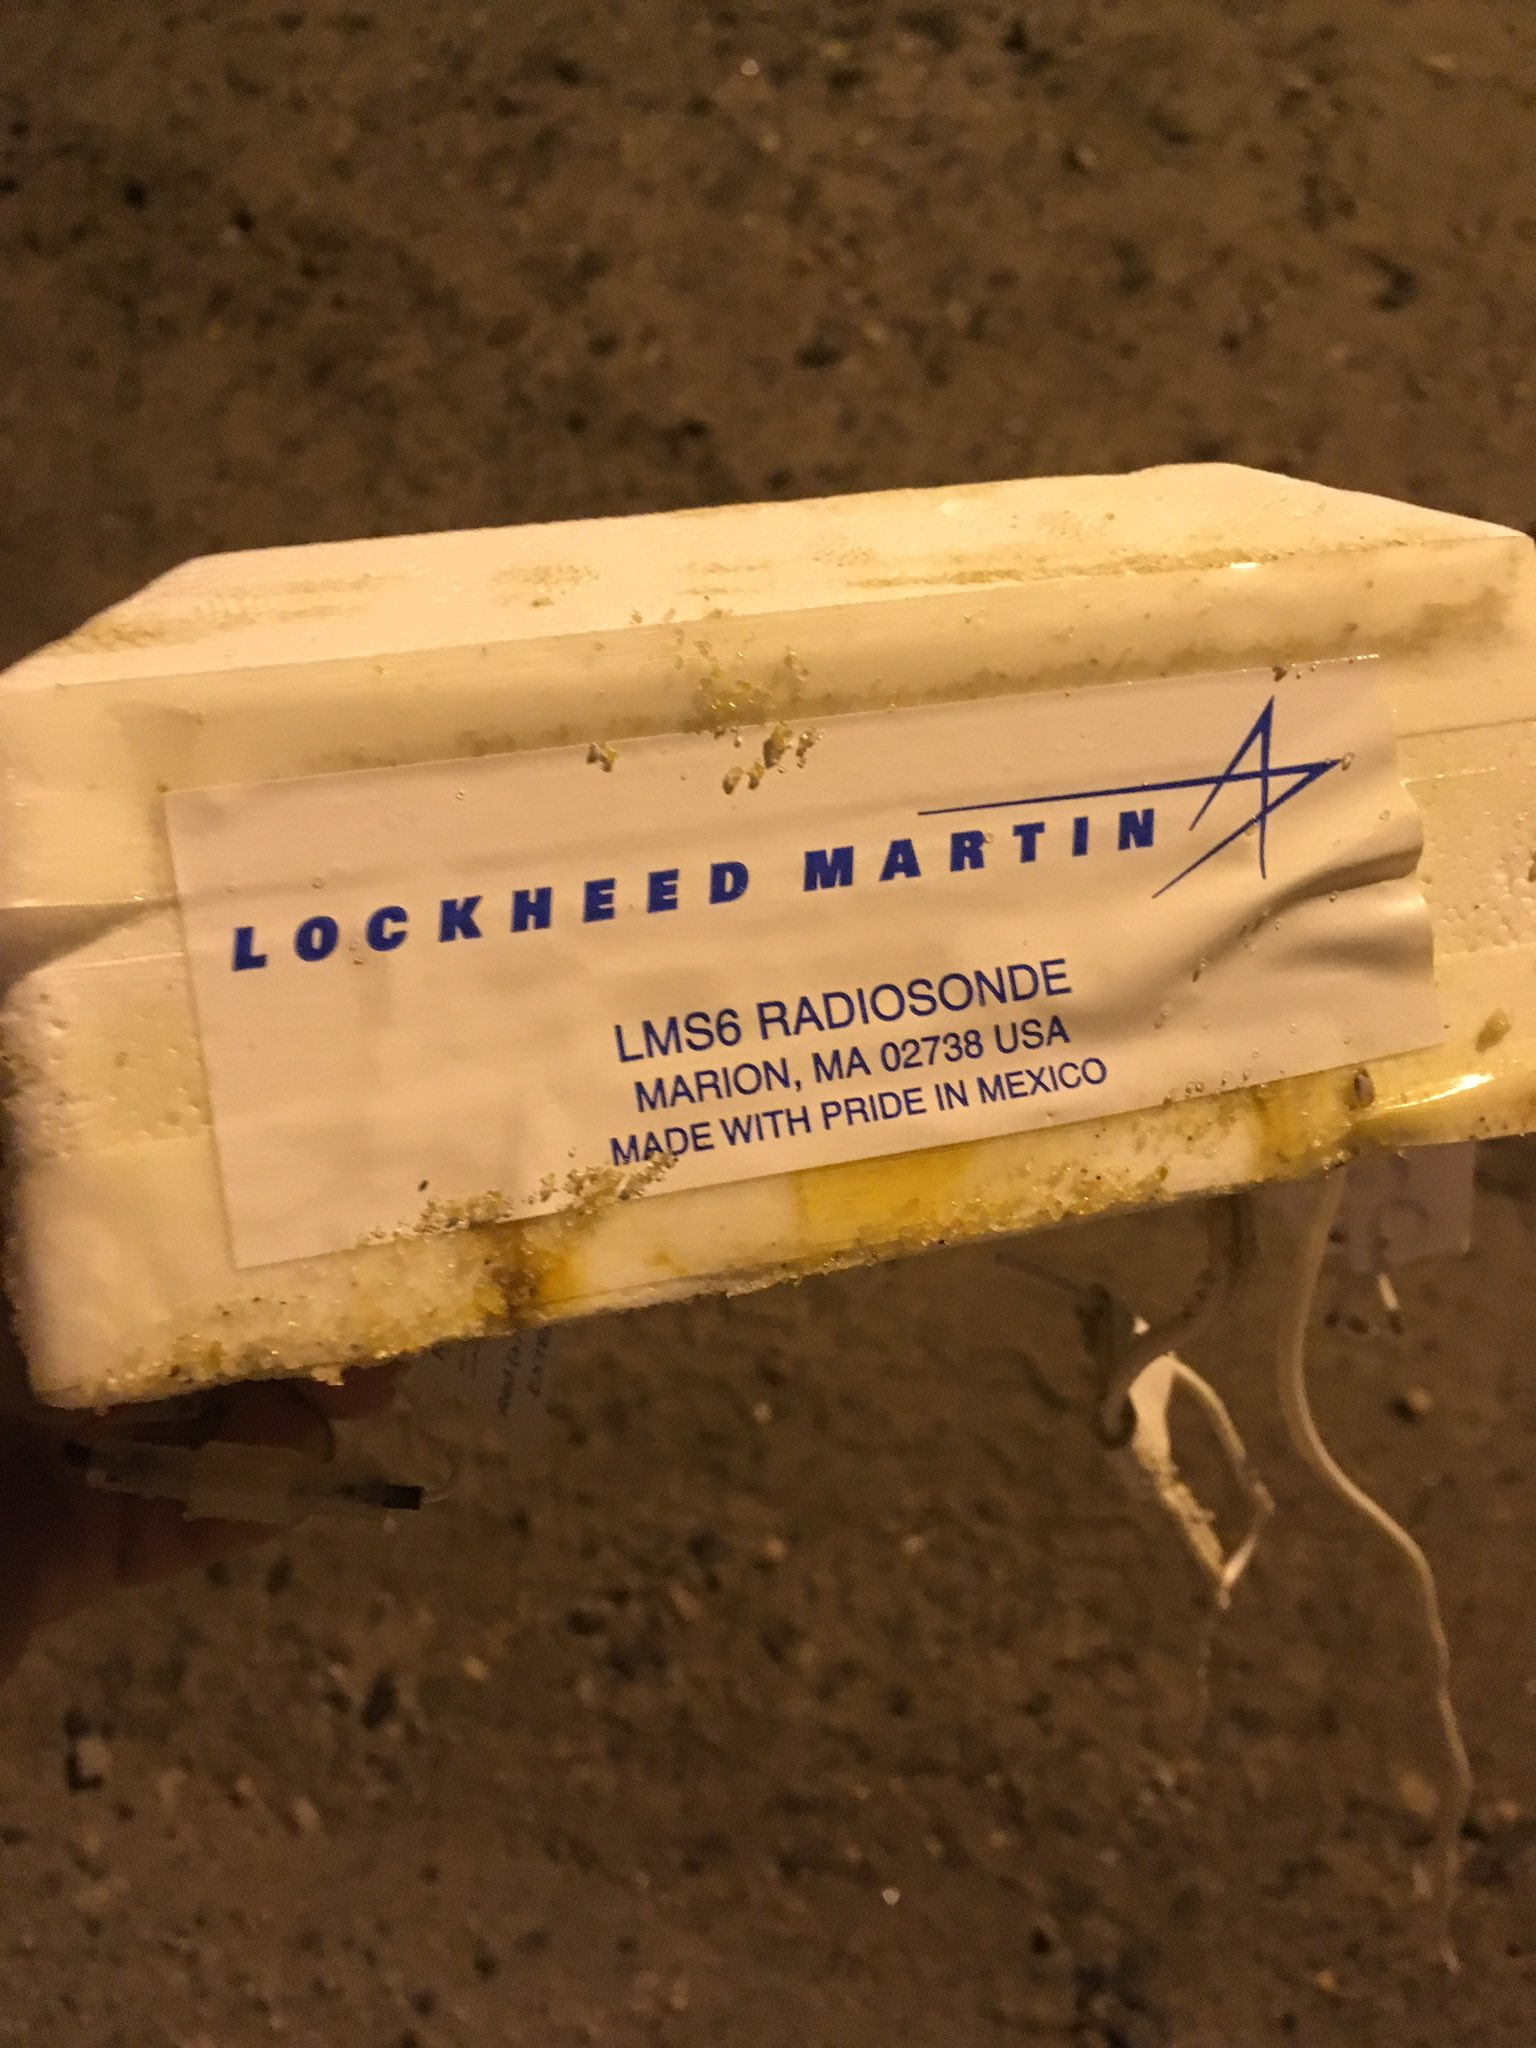 LOCKHEED MARTIN
LMS6 RADIOSONDE
MARION, MA 02738 USA
MADE WITH PRIDE IN MEXICO